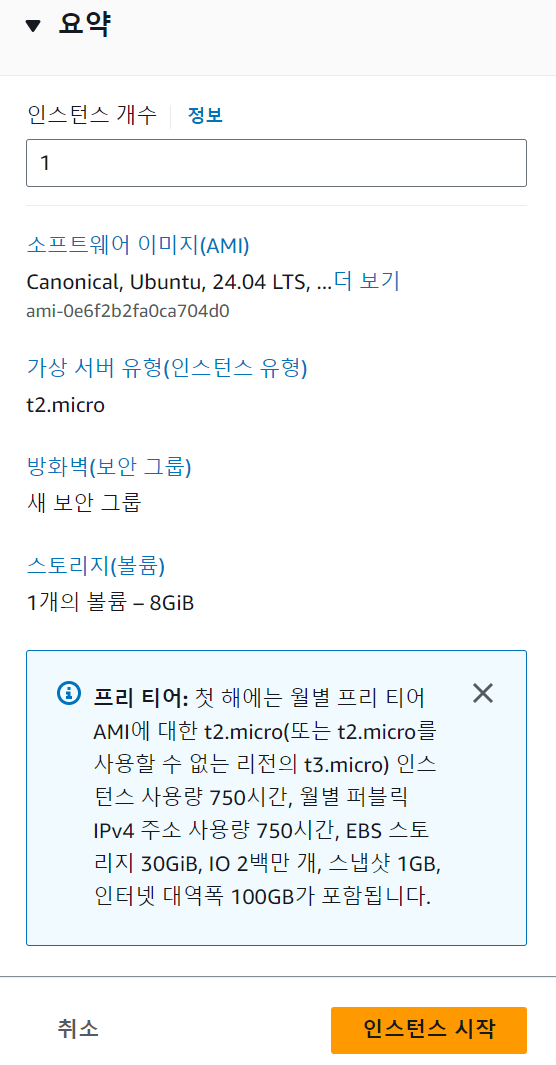 요약
인스턴스 개수 정보
1
소프트웨어 이미지(AMI)
Canonical, Ubuntu, 24.04 LTS, ...더 보기
ami-0e6f2b2fa0ca704d0
가상 서버 유형(인스턴스 유형)
t2.micro
방화벽(보안 그룹)
새 보안 그룹
스토리지(볼륨)
1개의 볼륨 – 8GiB
프리 티어: 첫 해에는 월별 프리 티어
AMI에 대한 t2.micro(또는 t2.micro를
사용할 수 없는 리전의 t3.micro) 인스
턴스 사용량 750시간, 월별 퍼블릭
IPv4 주소 사용량 750시간, EBS 스토
리지 30GiB, IO 2백만 개, 스냅샷 1GB,
인터넷 대역폭 100GB가 포함됩니다.
취소
인스턴스 시작